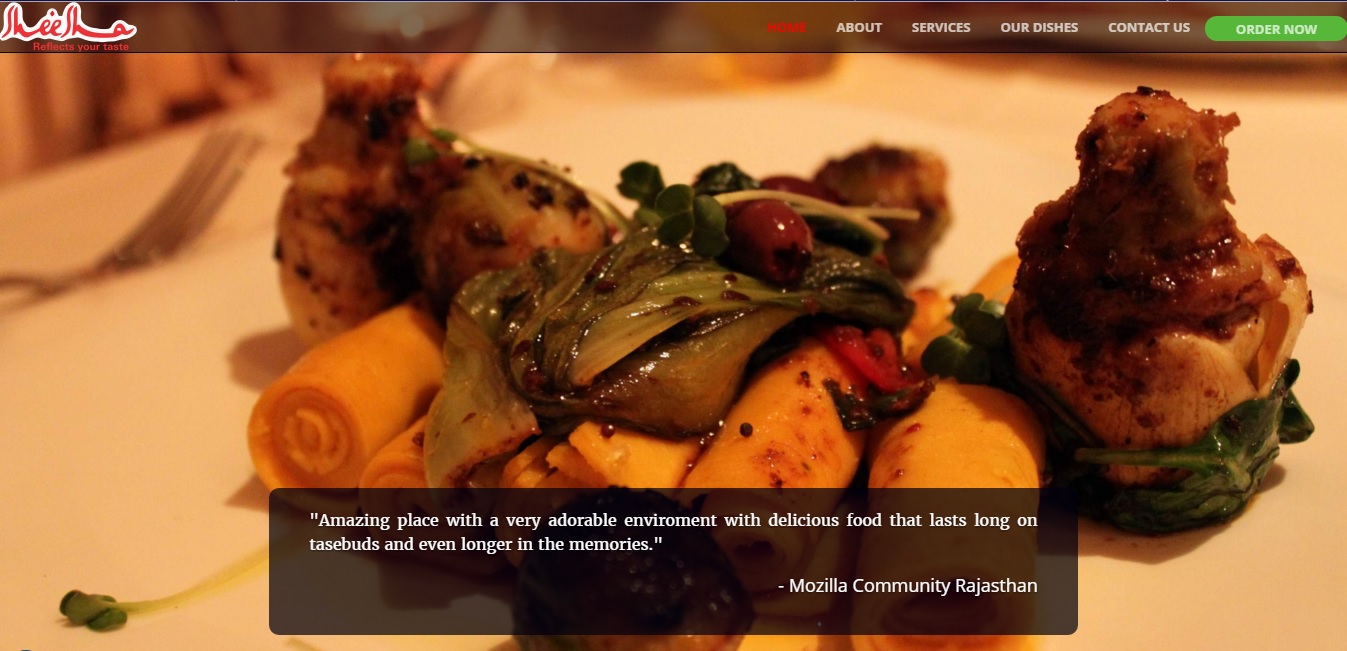 Sheesha
Reflects your taste
HOME ABOUT SERVICES OUR DISHES CONTACT US ORDER NOW
"Amazing place with a very adorable enviroment with delicious food that lasts long on
tasebuds and even longer in the memories."
- Mozilla Community Rajasthan